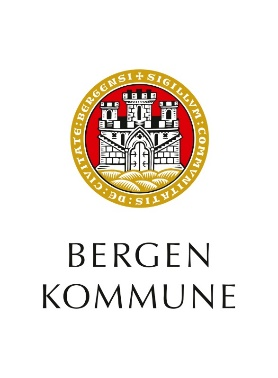 ✝ SIGILLVM COMMVNITATIS : DE : CIVITATE : BERGENSI
BERGEN
KOMMUNE